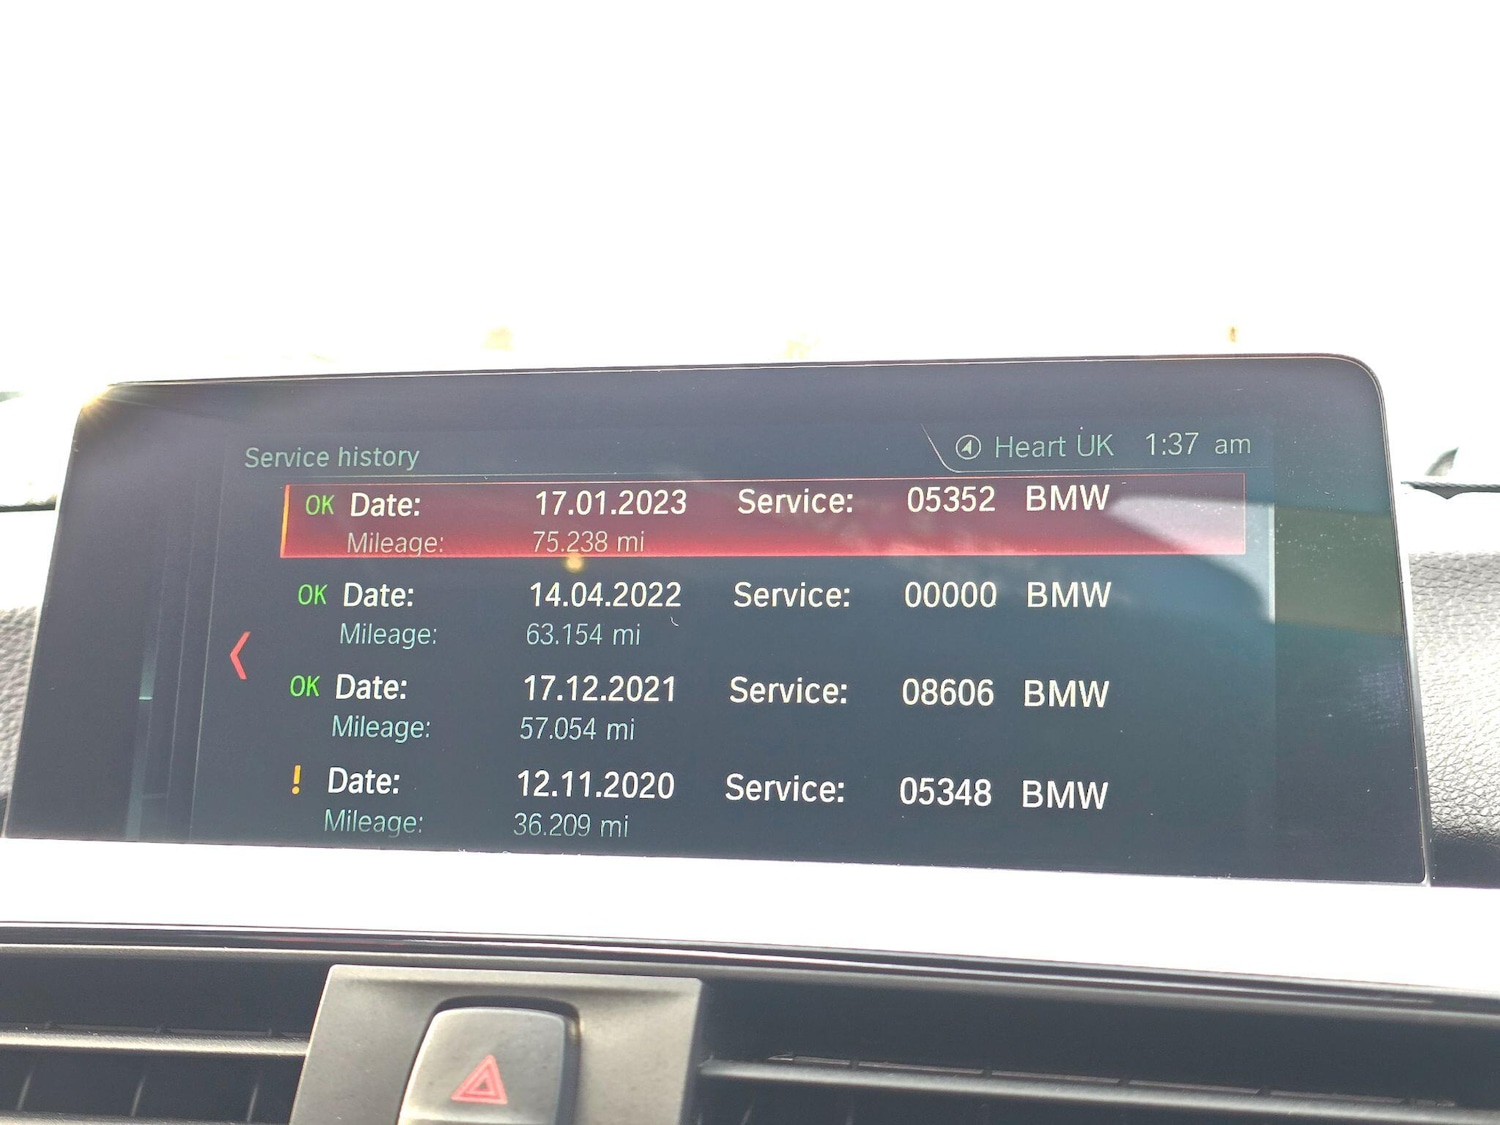 Service history Heart UK 1:37 am
OK Date: 17.01.2023 Service: 05352 BMW
Mileage: 75.238 mi
OK Date: 14.04.2022 Service: 00000 BMW
Mileage: 63.154 mi
OK Date: 17.12.2021 Service: 08606 BMW
Mileage: 57.054 mi
! Date: 12.11.2020 Service: 05348 BMW
Mileage: 36.209 mi